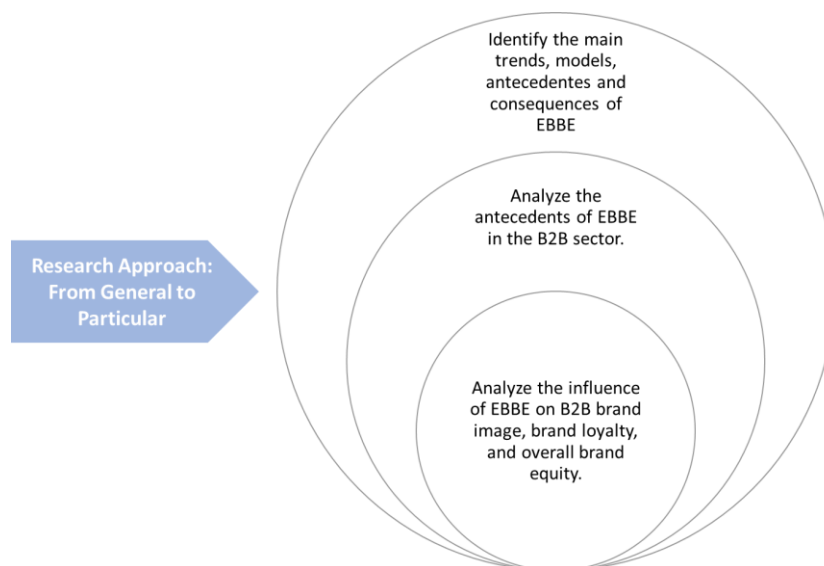 Identify the main
trends, models,
antecedentes and
consequences of
EBBE
Analyze the
antecedents of EBBE
in the B2B sector.
Research Approach:
From General to
Particular
Analyze the influence
of EBBE on B2B brand
image, brand loyalty,
and overall brand
equity.